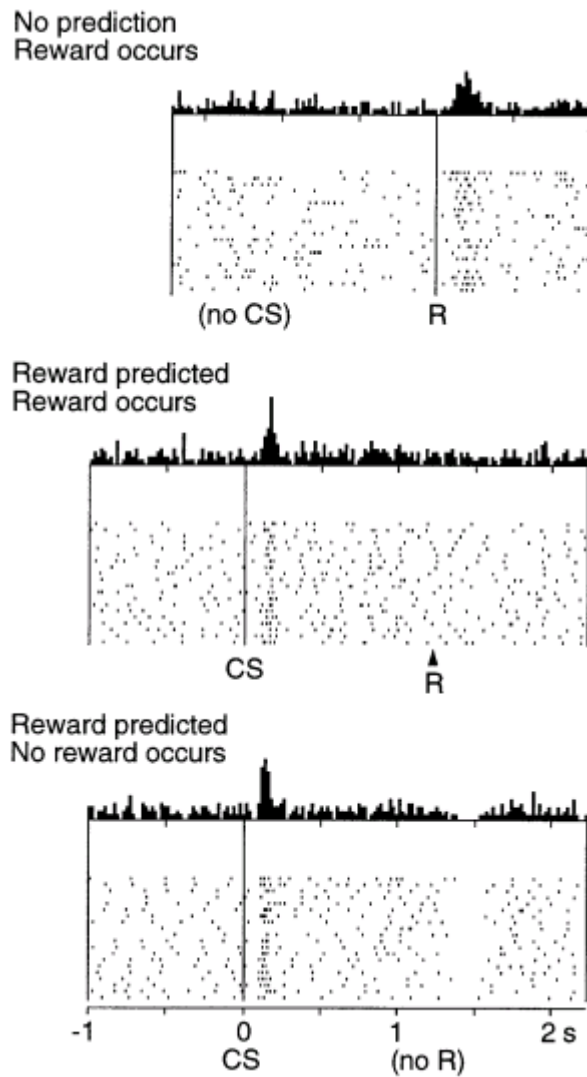 No prediction
Reward occurs
(no CS) R
Reward predicted
Reward occurs
CS R
Reward predicted
No reward occurs
-1 0 1 2 s
CS (no R)